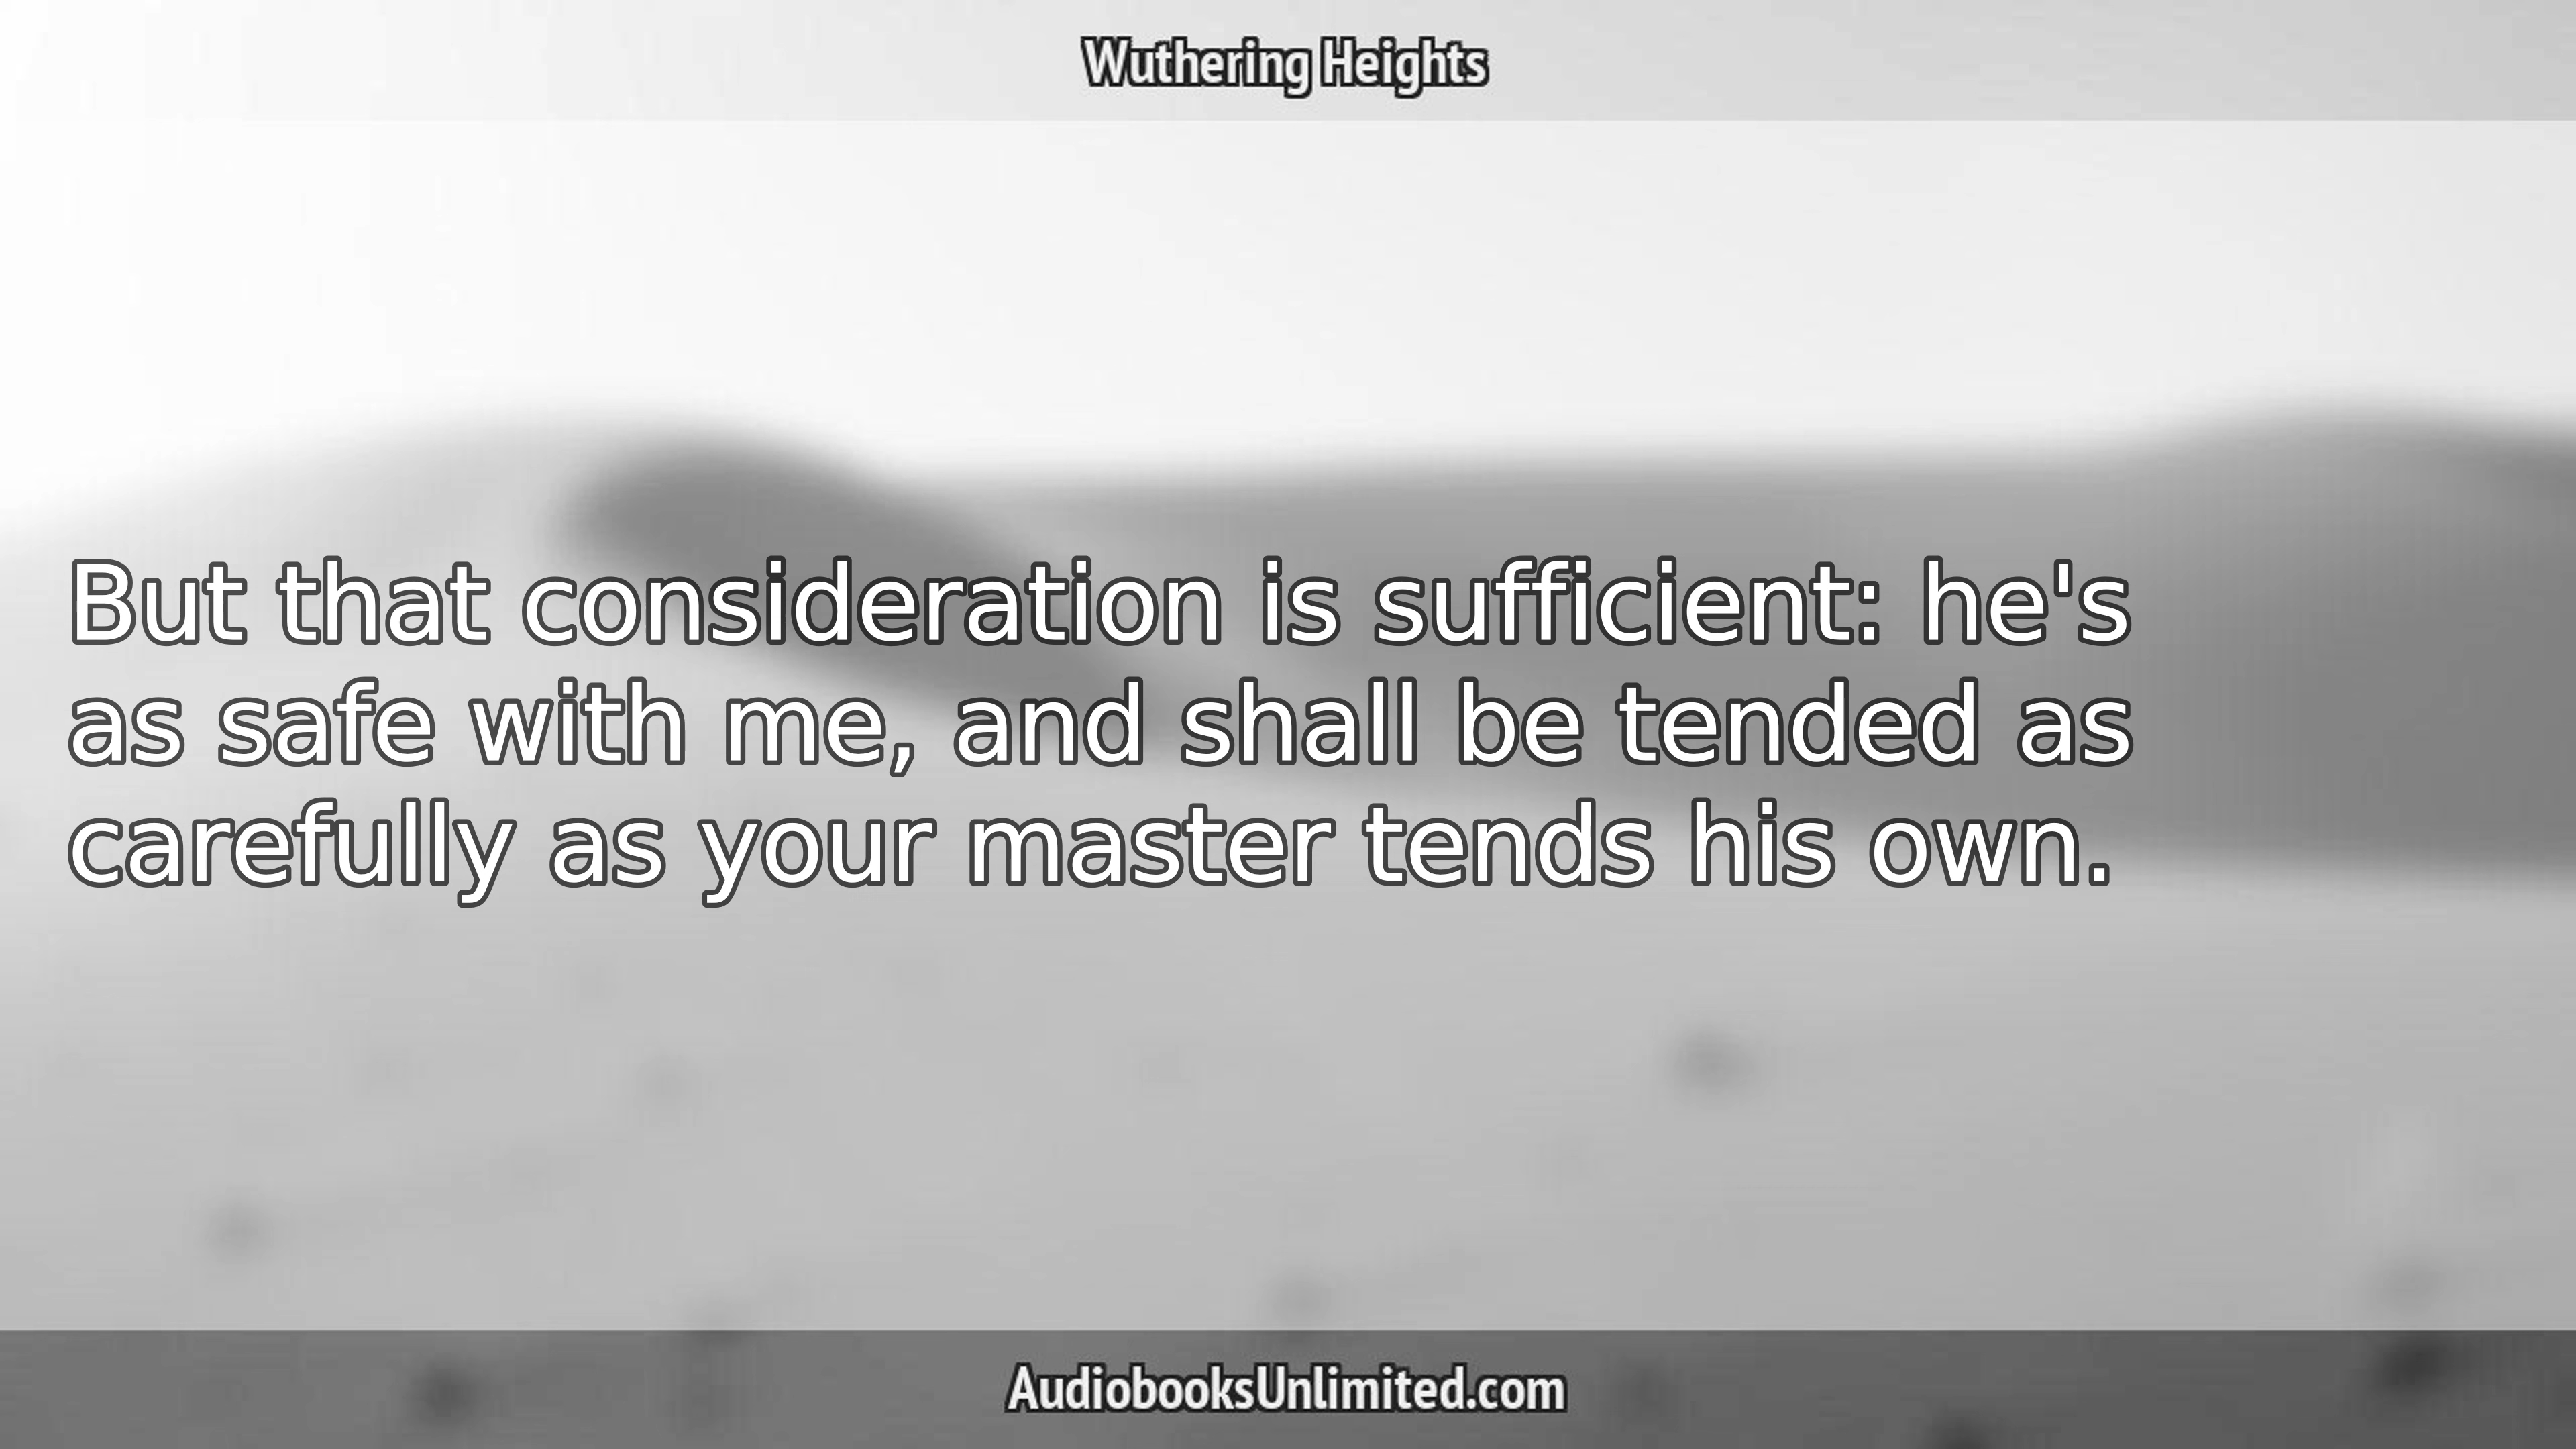 Wuthering Heights
But that consideration is sufficient: he's
as safe with me, and shall be tended as
carefully as your master tends his own.
AudiobooksUnlimited.com